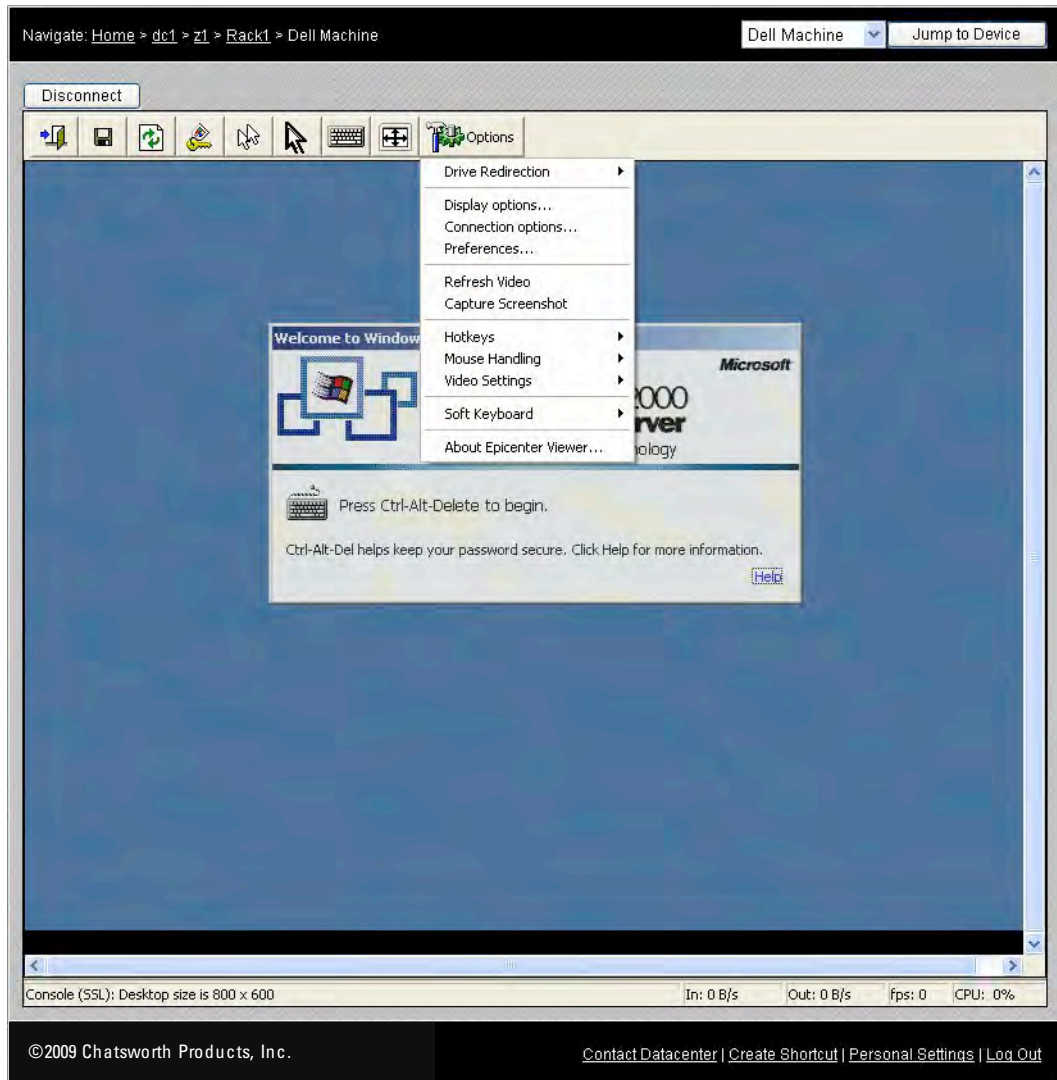 Navigate: Home > dc1 > z1 > Rack1 > Dell Machine
Dell Machine
Jump to Device
Disconnect
Options
Drive Redirection
Display options...
Connection options...
Preferences...
Refresh Video
Capture Screenshot
Hotkeys
Mouse Handling
Video Settings
Soft Keyboard
About Epicenter Viewer...
Welcome to Window
Microsoft
Press Ctrl-Alt-Delete to begin.
Ctrl-Alt-Del helps keep your password secure. Click Help for more information.
Help
Console (SSL): Desktop size is 800 x 600
In: 0 B/s
Out: 0 B/s
fps: 0
CPU: 0%
©2009 Chatsworth Products, Inc.
Contact Datacenter | Create Shortcut | Personal Settings | Log Out